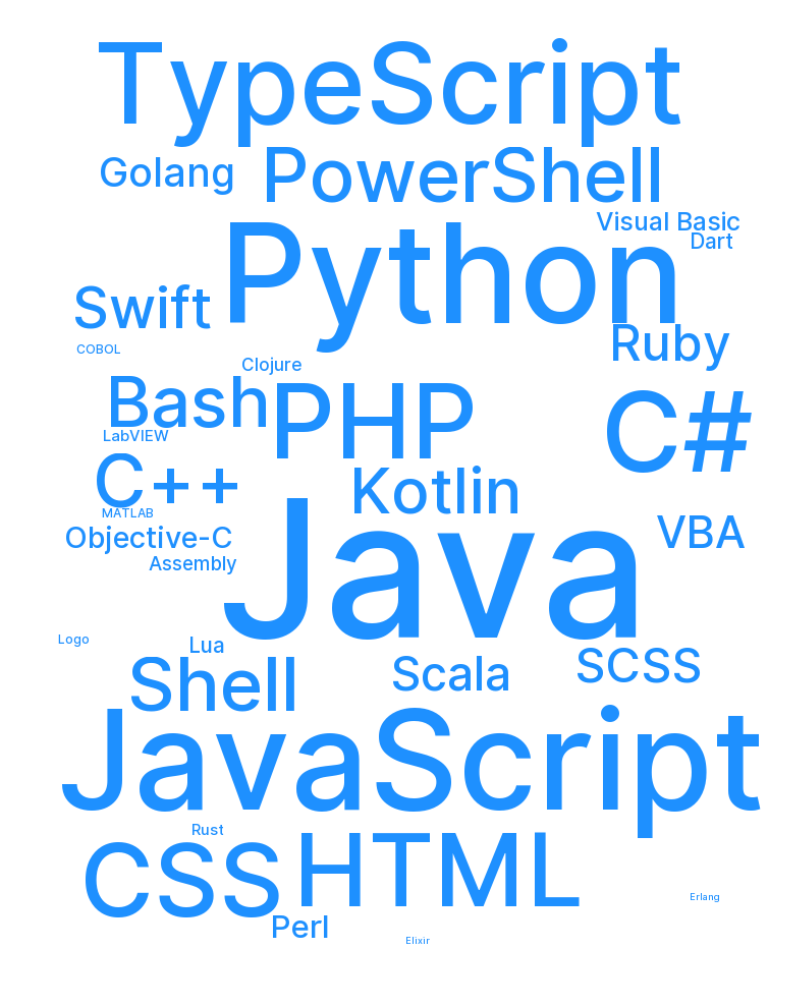 TypeScript
Golang
PowerShell
Visual Basic
Dart
Python
Swift
Ruby
COBOL
Clojure
Bash
PHP
C#
LabVIEW
C++
Kotlin
MATLAB
Objective-C
VBA
Assembly
Java
Logo
Lua
Shell
Scala
SCSS
JavaScript
Rust
CSS
HTML
Erlang
Perl
Elixir